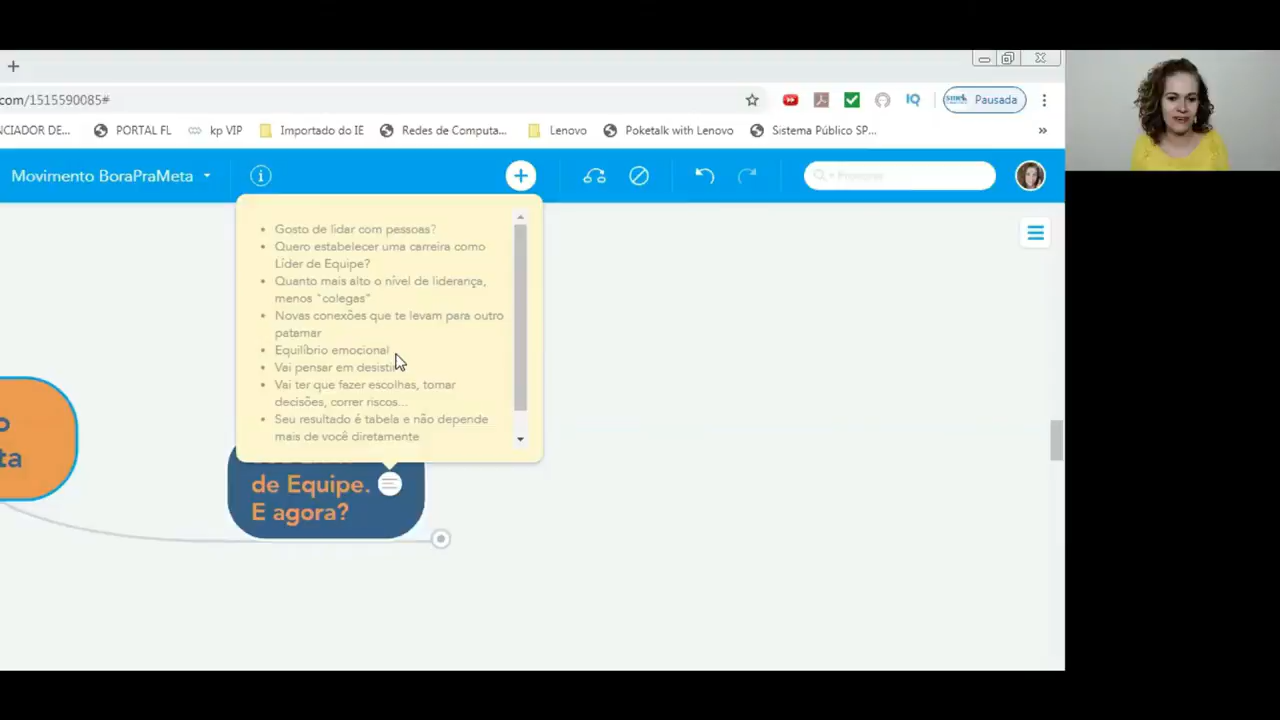 com/1515590085#
Pausada
NCIADOR DE...
PORTAL FL
kp VIP
Importado do IE
Redes de Computa...
Lenovo
Poketalk with Lenovo
Sistema Público SP...
»
Movimento BoraPraMeta
• Gosto de lidar com pessoas?
• Quero estabelecer uma carreira como
Líder de Equipe?
• Quanto mais alto o nível de liderança,
menos "colegas"
• Novas conexões que te levam para outro
patamar
• Equilíbrio emocional
• Vai pensar em desistir
• Vai ter que fazer escolhas, tomar
decisões, correr riscos...
• Seu resultado é tabela e não depende
mais de você diretamente
o
ta
de Equipe.
E agora?